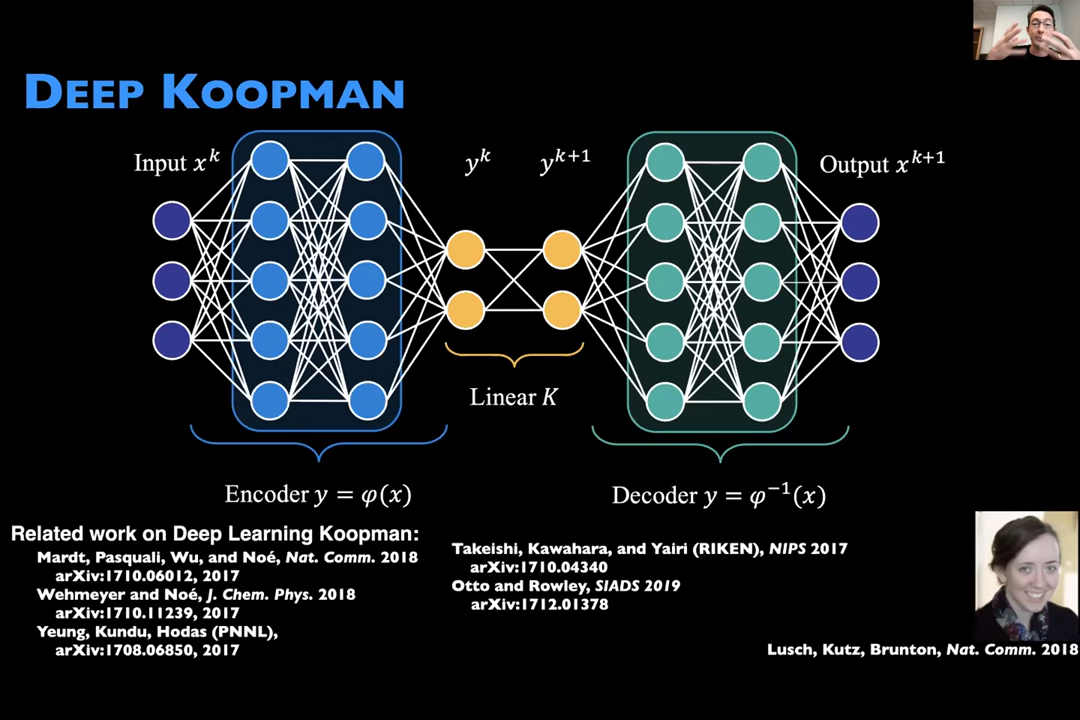 DEEP KOOPMAN
Input x^k
y^k
y^{k+1}
Output x^{k+1}
Linear K
Encoder y = φ(x)
Decoder y = φ^{−1}(x)
Related work on Deep Learning Koopman:
Mardt, Pasquali, Wu, and Noé, Nat. Comm. 2018
arXiv:1710.06012, 2017
Wehmeyer and Noé, J. Chem. Phys. 2018
arXiv:1710.11239, 2017
Yeung, Kundu, Hodas (PNNL),
arXiv:1708.06850, 2017
Takeishi, Kawahara, and Yairi (RIKEN), NIPS 2017
arXiv:1710.04340
Otto and Rowley, SIADS 2019
arXiv:1712.01378
Lusch, Kutz, Brunton, Nat. Comm. 2018